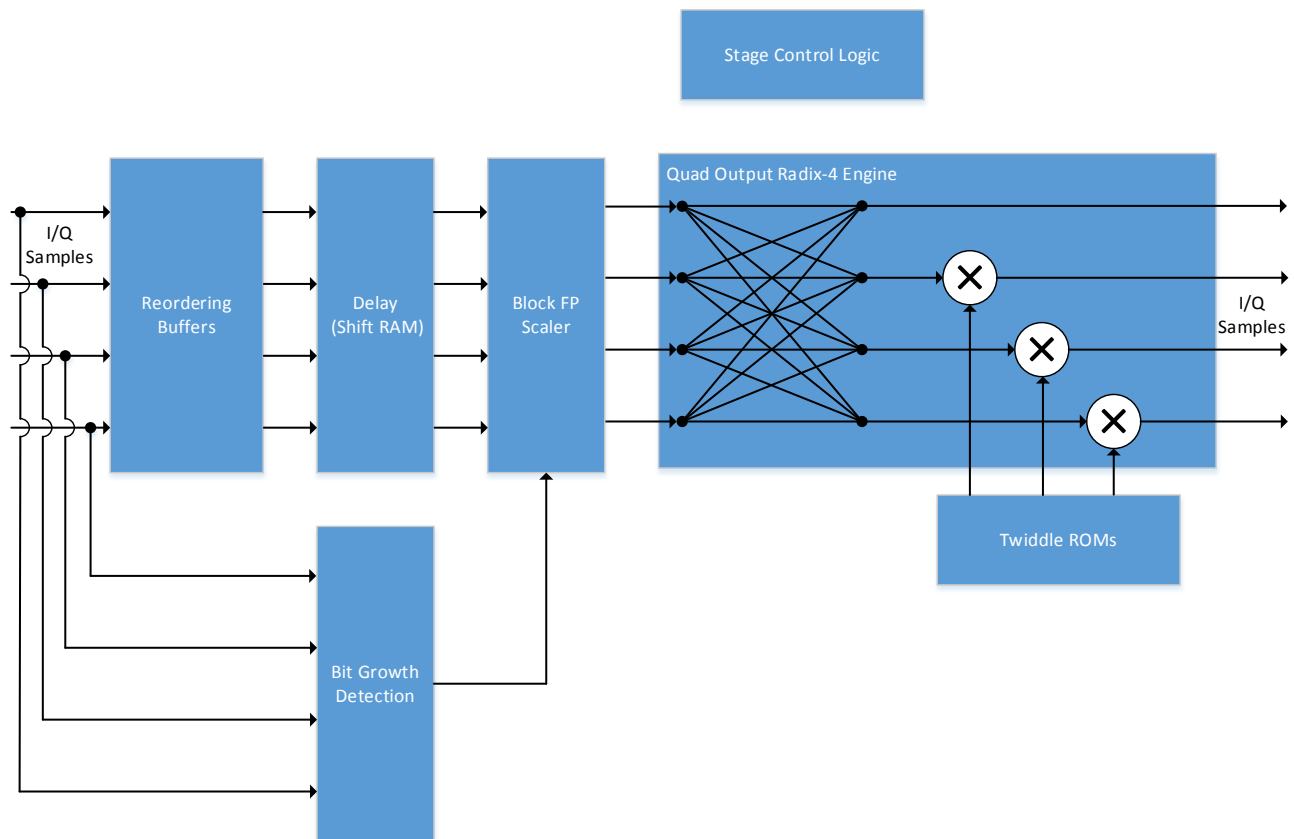 Stage Control Logic
Quad Output Radix-4 Engine
I/Q
Samples
Reordering
Buffers
Delay
(Shift RAM)
Block FP
Scaler
I/Q
Samples
Twiddle ROMs
Bit Growth
Detection